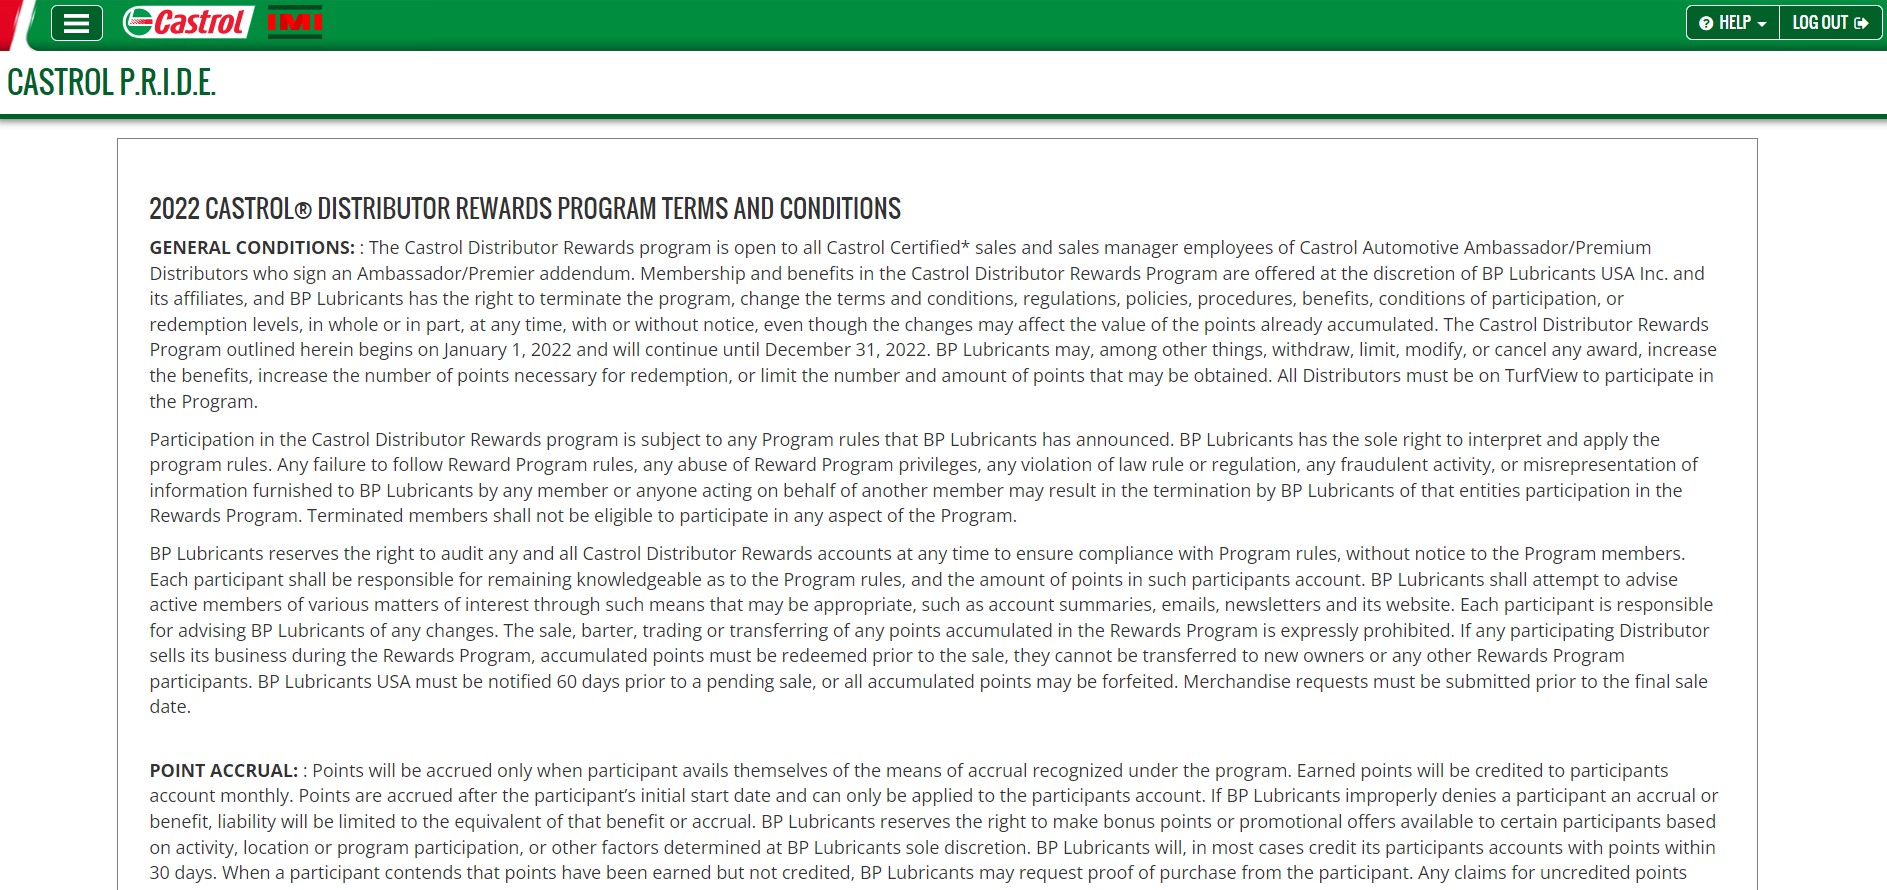 Castrol IMI HELP LOG OUT
CASTROL P.R.I.D.E.
2022 CASTROL® DISTRIBUTOR REWARDS PROGRAM TERMS AND CONDITIONS
GENERAL CONDITIONS: : The Castrol Distributor Rewards program is open to all Castrol Certified* sales and sales manager employees of Castrol Automotive Ambassador/Premium
Distributors who sign an Ambassador/Premier addendum. Membership and benefits in the Castrol Distributor Rewards Program are offered at the discretion of BP Lubricants USA Inc. and
its affiliates, and BP Lubricants has the right to terminate the program, change the terms and conditions, regulations, policies, procedures, benefits, conditions of participation, or
redemption levels, in whole or in part, at any time, with or without notice, even though the changes may affect the value of the points already accumulated. The Castrol Distributor Rewards
Program outlined herein begins on January 1, 2022 and will continue until December 31, 2022. BP Lubricants may, among other things, withdraw, limit, modify, or cancel any award, increase
the benefits, increase the number of points necessary for redemption, or limit the number and amount of points that may be obtained. All Distributors must be on TurfView to participate in
the Program.
Participation in the Castrol Distributor Rewards program is subject to any Program rules that BP Lubricants has announced. BP Lubricants has the sole right to interpret and apply the
program rules. Any failure to follow Reward Program rules, any abuse of Reward Program privileges, any violation of law rule or regulation, any fraudulent activity, or misrepresentation of
information furnished to BP Lubricants by any member or anyone acting on behalf of another member may result in the termination by BP Lubricants of that entities participation in the
Rewards Program. Terminated members shall not be eligible to participate in any aspect of the Program.
BP Lubricants reserves the right to audit any and all Castrol Distributor Rewards accounts at any time to ensure compliance with Program rules, without notice to the Program members.
Each participant shall be responsible for remaining knowledgeable as to the Program rules, and the amount of points in such participants account. BP Lubricants shall attempt to advise
active members of various matters of interest through such means that may be appropriate, such as account summaries, emails, newsletters and its website. Each participant is responsible
for advising BP Lubricants of any changes. The sale, barter, trading or transferring of any points accumulated in the Rewards Program is expressly prohibited. If any participating Distributor
sells its business during the Rewards Program, accumulated points must be redeemed prior to the sale, they cannot be transferred to new owners or any other Rewards Program
participants. BP Lubricants USA must be notified 60 days prior to a pending sale, or all accumulated points may be forfeited. Merchandise requests must be submitted prior to the final sale
date.
POINT ACCRUAL: : Points will be accrued only when participant avails themselves of the means of accrual recognized under the program. Earned points will be credited to participants
account monthly. Points are accrued after the participant's initial start date and can only be applied to the participants account. If BP Lubricants improperly denies a participant an accrual or
benefit, liability will be limited to the equivalent of that benefit or accrual. BP Lubricants reserves the right to make bonus points or promotional offers available to certain participants based
on activity, location or program participation, or other factors determined at BP Lubricants sole discretion. BP Lubricants will, in most cases credit its participants accounts with points within
30 days. When a participant contends that points have been earned but not credited, BP Lubricants may request proof of purchase from the participant. Any claims for uncredited points